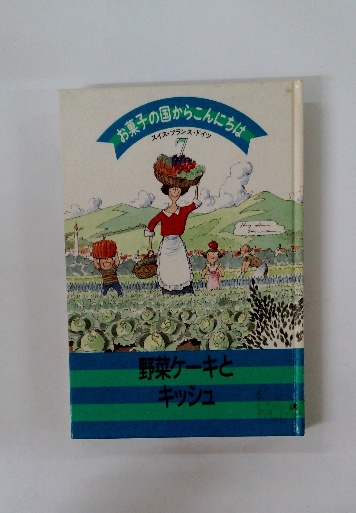 お菓子の国からこんにちは
スイス・フランス・ドイツ
7
野菜ケーキと
キッシュ